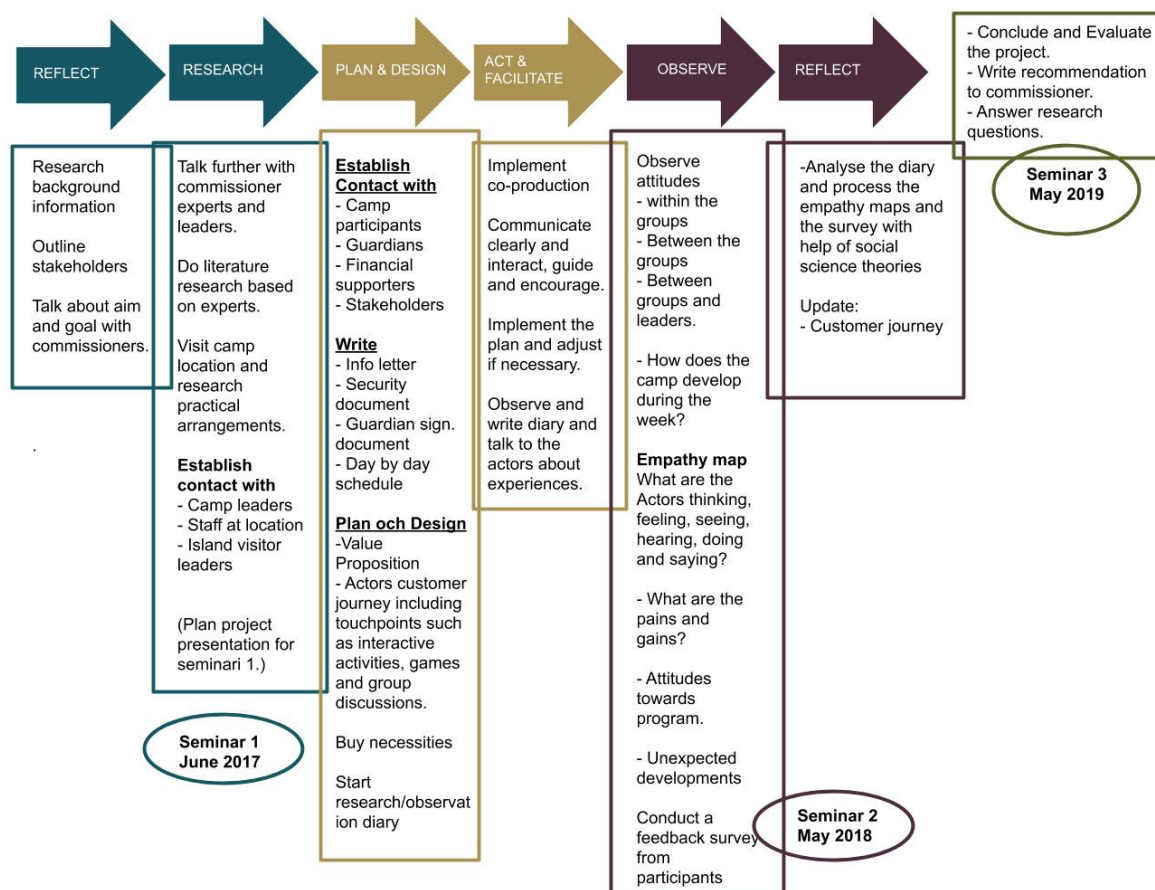 REFLECT
RESEARCH
PLAN & DESIGN
ACT &
FACILITATE
OBSERVE
REFLECT
- Conclude and Evaluate
the project.
- Write recommendation
to commissioner.
- Answer research
questions.
Seminar 3
May 2019
Research
background
information
Outline
stakeholders
Talk about aim
and goal with
commissioners.
.
Talk further with
commissioner
experts and
leaders.
Do literature
research based
on experts.
Visit camp
location and
research
practical
arrangements.
Establish
contact with
- Camp leaders
- Staff at location
- Island visitor
leaders
(Plan project
presentation for
seminari 1.)
Seminar 1
June 2017
Establish
Contact with
- Camp
participants
- Guardians
- Financial
supporters
- Stakeholders
Write
- Info letter
- Security
document
- Guardian sign.
document
- Day by day
schedule
Plan och Design
-Value
Proposition
- Actors customer
journey including
touchpoints such
as interactive
activities, games
and group
discussions.
Buy necessities
Start
research/observat
ion diary
Implement
co-production
Communicate
clearly and
interact, guide
and encourage.
Implement the
plan and adjust
if necessary.
Observe and
write diary and
talk to the
actors about
experiences.
Observe
attitudes
- within the
groups
- Between the
groups
- Between
groups and
leaders.
- How does the
camp develop
during the
week?
Empathy map
What are the
Actors thinking,
feeling, seeing,
hearing, doing
and saying?
- What are the
pains and
gains?
- Attitudes
towards
program.
- Unexpected
developments
Conduct a
feedback survey
from
participants
-Analyse the diary
and process the
empathy maps and
the survey with
help of social
science theories
Update:
- Customer journey
Seminar 2
May 2018